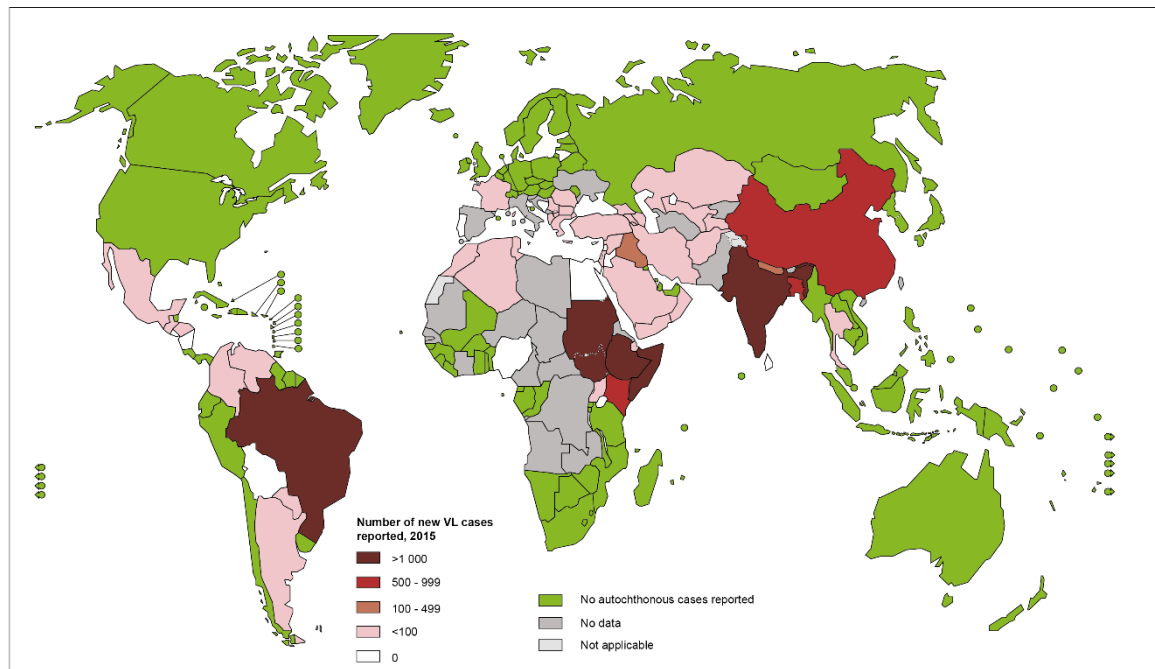 Number of new VL cases
reported, 2015
>1 000
500 - 999
100 - 499
<100
0
No autochthonous cases reported
No data
Not applicable